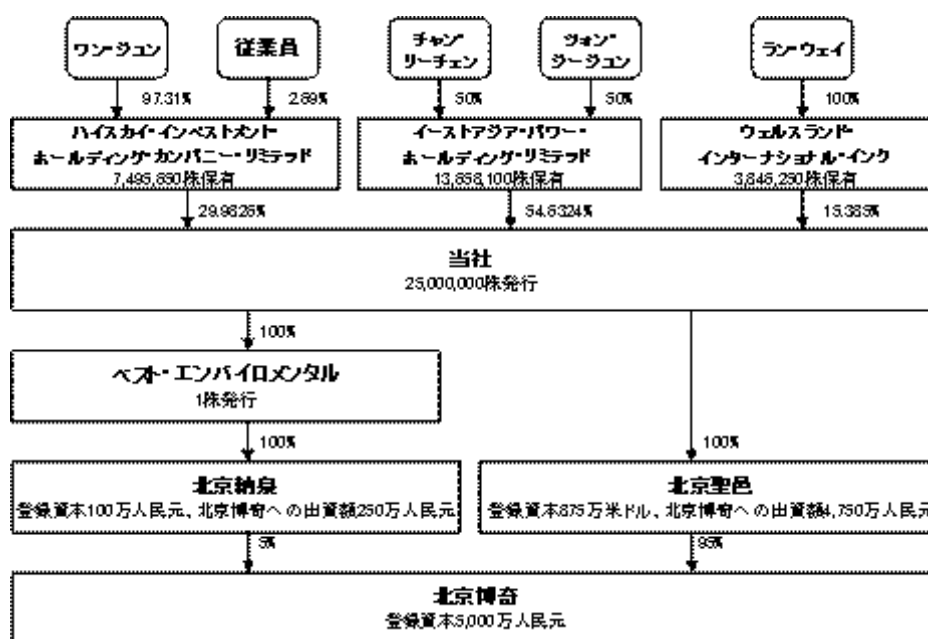 ワン・ジュン
従業員
チャン・
リーチェン
ツォン・
ジージュン
ラン・ウェイ
97.31%
2.69%
50%
50%
100%
ハイスカイ・インベストメント・
ホールディング・カンパニー・リミテッド
7,495,650株保有
イーストアジア・パワー・
ホールディング・リミテッド
13,658,100株保有
ウェルスランド・
インターナショナル・インク
3,846,250株保有
29.9826%
54.6324%
15.385%
当社
25,000,000株発行
100%
ベスト・エンバイロメンタル
1株発行
100%
100%
北京納泉
登録資本100万人民元、北京博奇への出資額250万人民元
北京聖邑
登録資本875万米ドル、北京博奇への出資額4,750万人民元
5%
95%
北京博奇
登録資本5,000万人民元